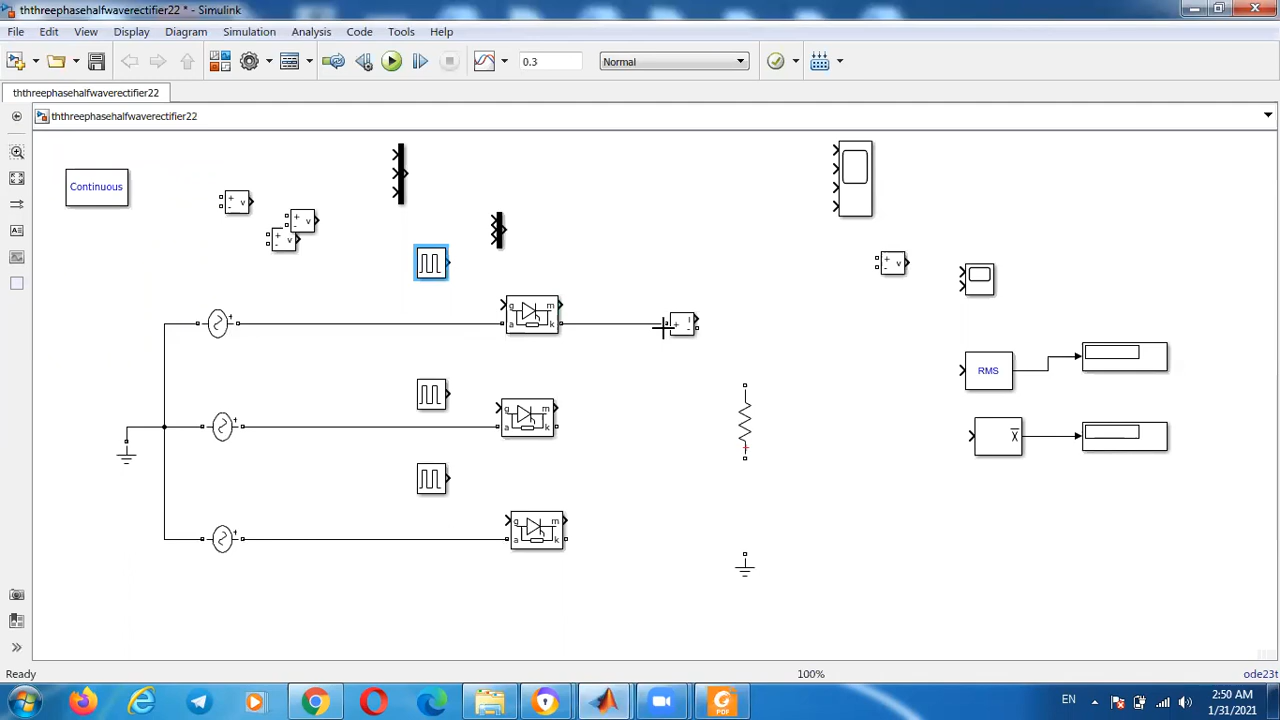 ththreephasehalfwaverectifier22 * - Simulink
File Edit View Display Diagram Simulation Analysis Code Tools Help
0.3
Normal
ththreephasehalfwaverectifier22
ththreephasehalfwaverectifier22
Continuous
+ - v
+ - v
+ - v
+ - v
g m
a k
+ i -
g m
a k
g m
a k
+
+
+
RMS
X
Ready
100%
ode23t
PDF
EN
2:50 AM
1/31/2021